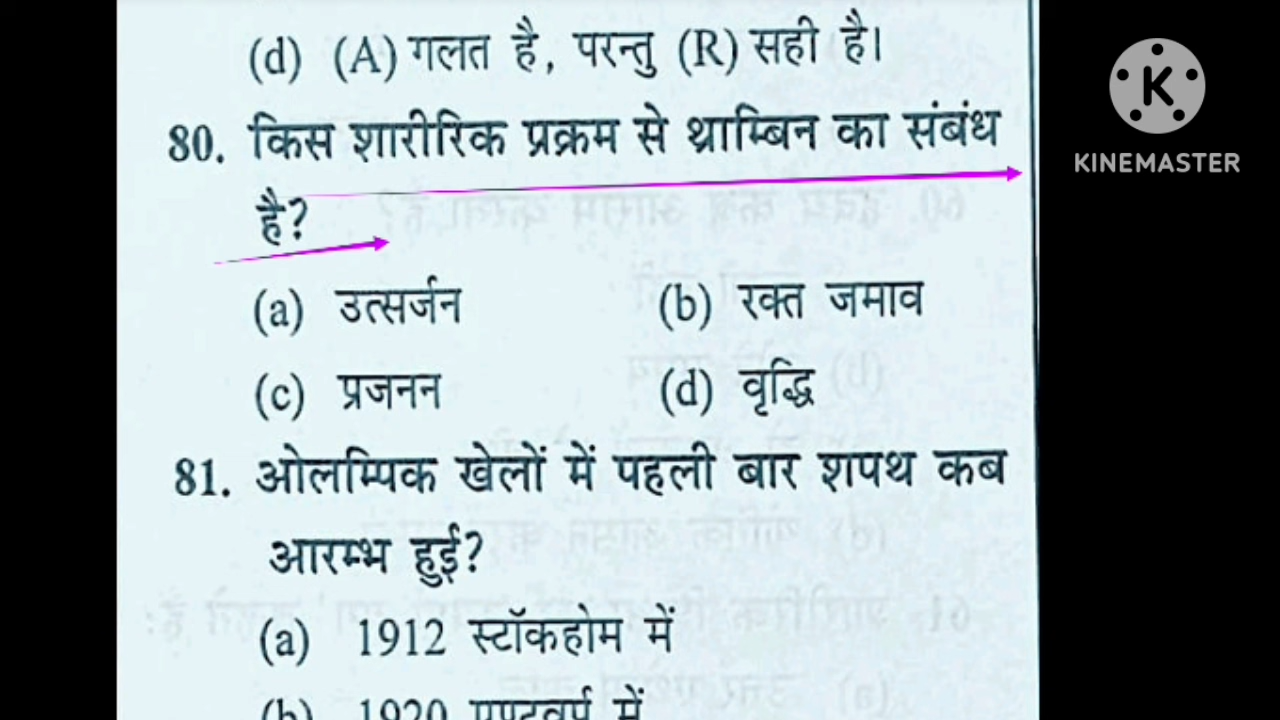 (d) (A) गलत है, परन्तु (R) सही है।
80. किस शारीरिक प्रक्रम से थ्राम्बिन का संबंध
है?
(a) उत्सर्जन (b) रक्त जमाव
(c) प्रजनन (d) वृद्धि
81. ओलम्पिक खेलों में पहली बार शपथ कब
आरम्भ हुई?
(a) 1912 स्टॉकहोम में
(b) 1920 में
K
KINEMASTER